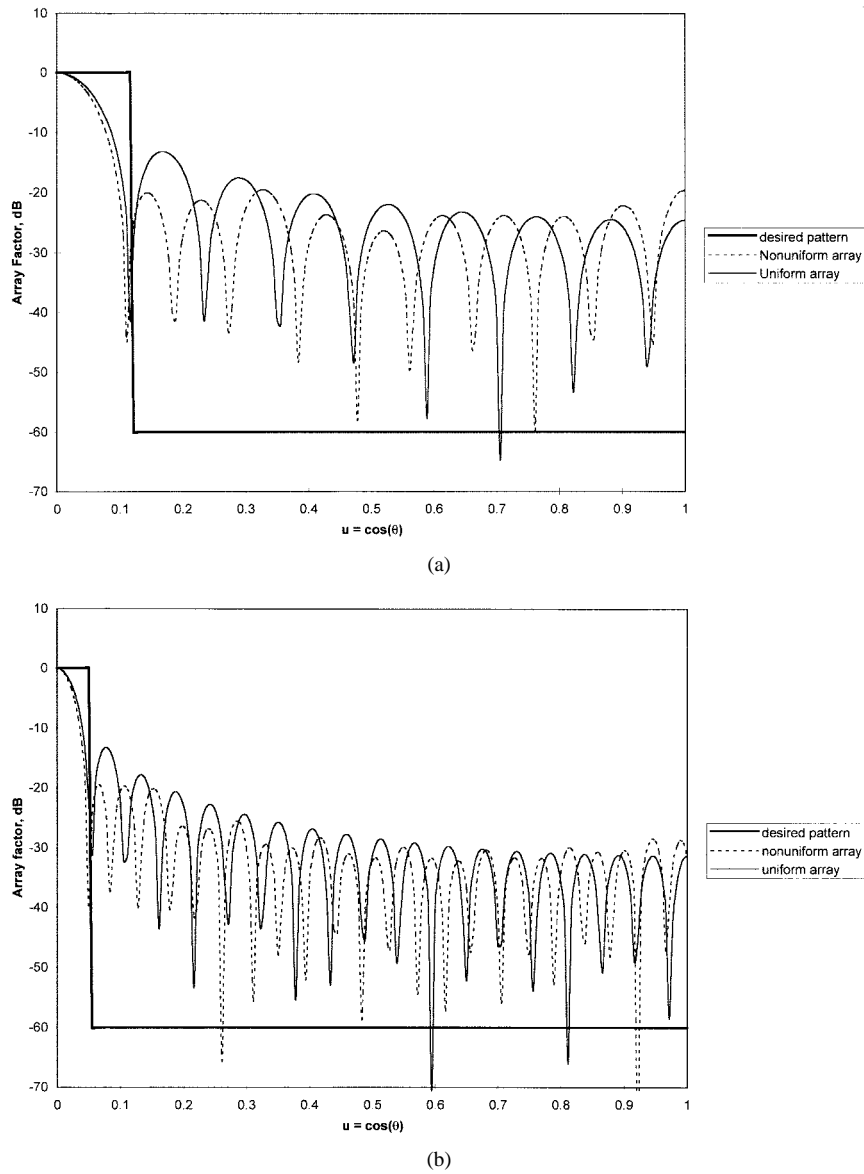 10
0
-10
-20
-30
-40
-50
-60
-70
Array Factor, dB
0 0.1 0.2 0.3 0.4 0.5 0.6 0.7 0.8 0.9 1
u = cos(θ)
desired pattern
Nonuniform array
Uniform array
(a)
10
0
-10
-20
-30
-40
-50
-60
-70
Array factor, dB
0 0.1 0.2 0.3 0.4 0.5 0.6 0.7 0.8 0.9 1
u = cos(θ)
desired pattern
nonuniform array
uniform array
(b)